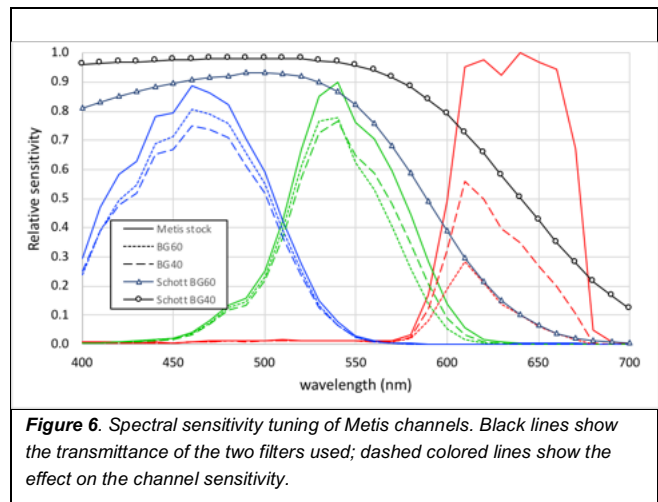 1.0
0.9
0.8
0.7
0.6
0.5
0.4
0.3
0.2
0.1
0.0
Relative sensitivity
Metis stock
BG60
BG40
Schott BG60
Schott BG40
400 450 500 550 600 650 700
wavelength (nm)
Figure 6. Spectral sensitivity tuning of Metis channels. Black lines show
the transmittance of the two filters used; dashed colored lines show the
effect on the channel sensitivity.